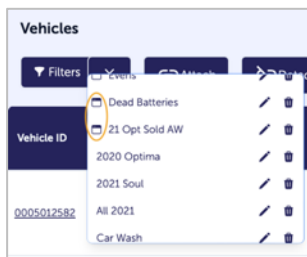 Vehicles
Filters
Evens
Dead Batteries
21 Opt Sold AW
Vehicle ID
2020 Optima
2021 Soul
0005012582
All 2021
Car Wash